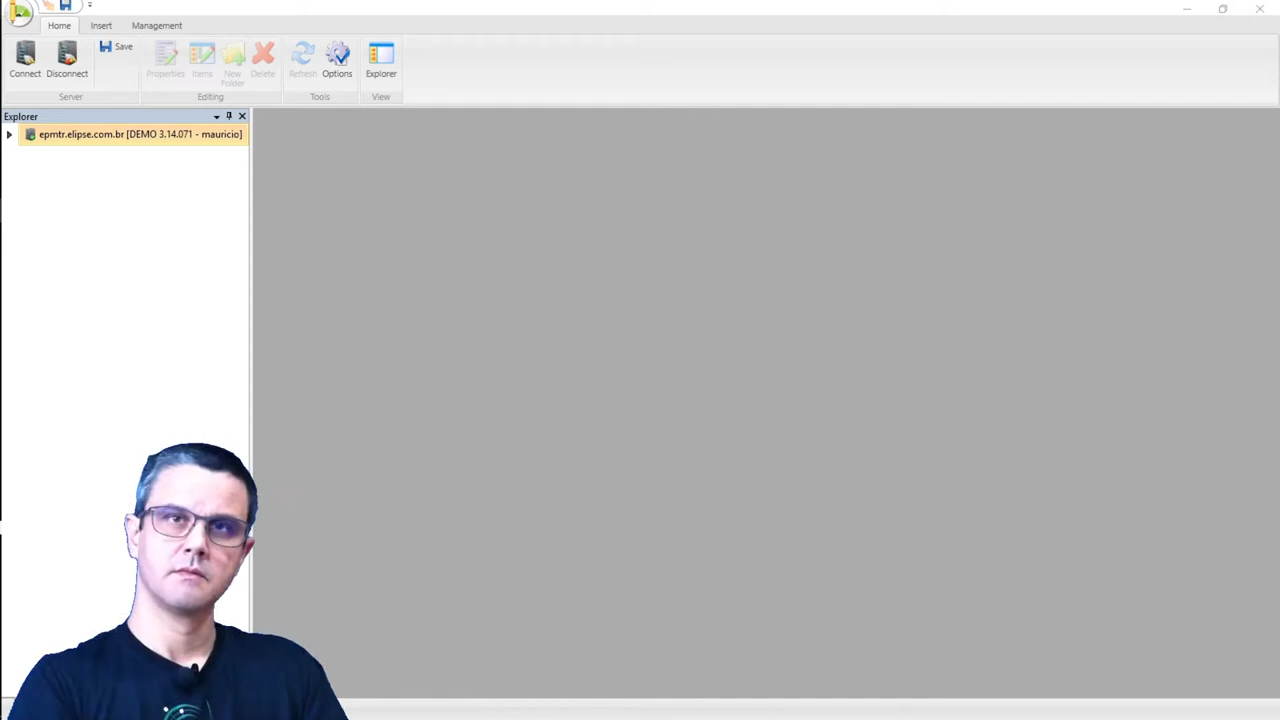 Home Insert Management
Connect Disconnect Save Properties Items New Folder Delete Refresh Options Explorer
Server Editing Tools View
Explorer
epmtr.elipse.com.br [DEMO 3.14.071 - mauricio]